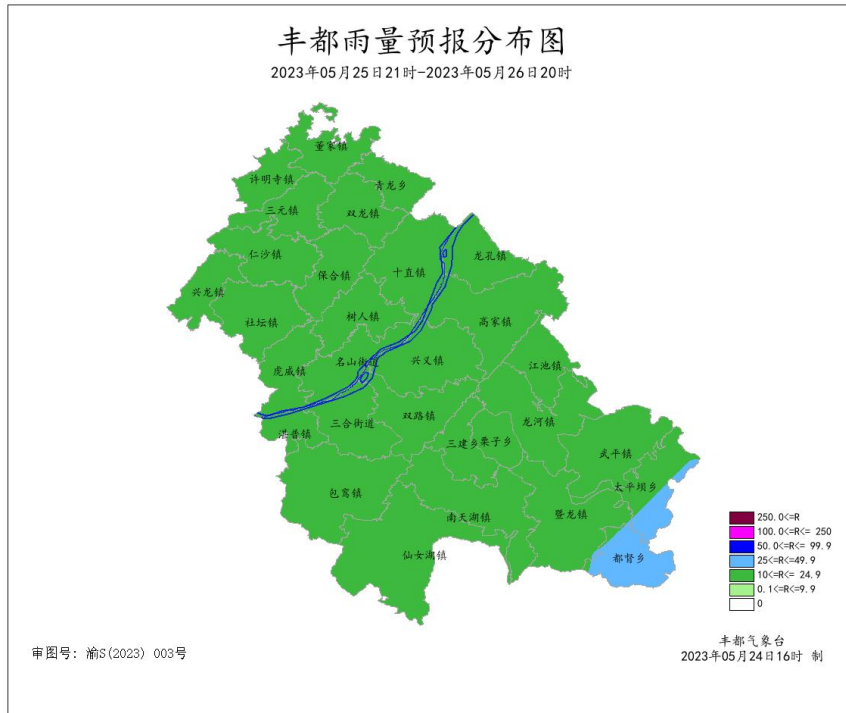 丰都雨量预报分布图
2023年05月25日21时-2023年05月26日20时
董家镇
许明寺镇
青龙乡
三元镇
双龙镇
仁沙镇
龙孔镇
保合镇
十直镇
兴龙镇
社坛镇
树人镇
高家镇
名山街道
兴义镇
虎威镇
江池镇
双路镇
三合街道
龙河镇
湛普镇
三建乡
栗子乡
武平镇
太平坝乡
包鸾镇
南天湖镇
暨龙镇
仙女湖镇
都督乡
250.0<=R
100.0<=R<= 250
50.0<=R<= 99.9
25<=R<=49.9
10<=R<= 24.9
0.1<=R<=9.9
0
丰都气象台
审图号: 渝S(2023) 003号
2023年05月24日16时 制